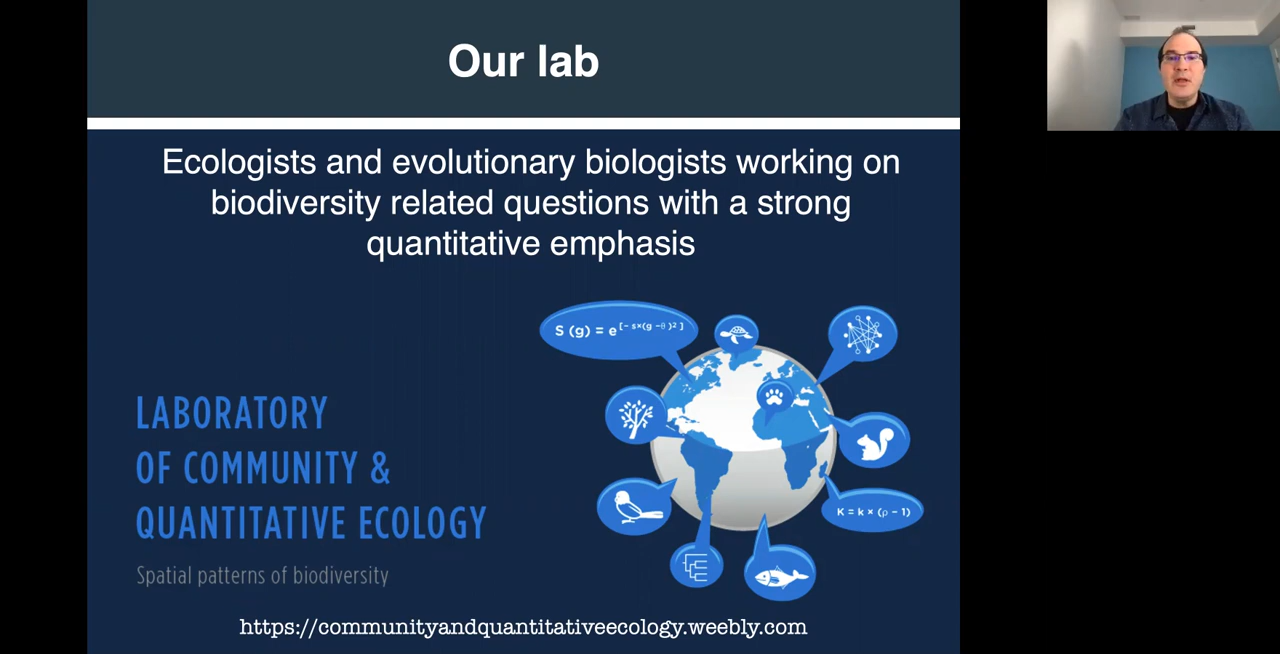 Our lab
Ecologists and evolutionary biologists working on
biodiversity related questions with a strong
quantitative emphasis
S (g) = e^[- s×(g -θ )²]
LABORATORY
OF COMMUNITY &
QUANTITATIVE ECOLOGY
K = k × (ρ - 1)
Spatial patterns of biodiversity
https://communityandquantitativeecology.weebly.com